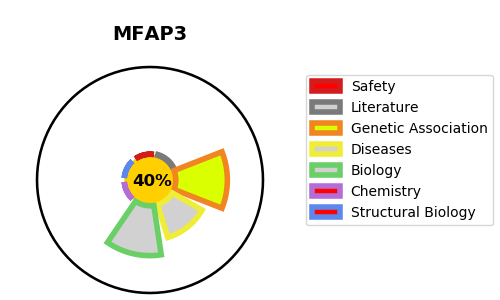 MFAP3
40%
Safety
Literature
Genetic Association
Diseases
Biology
Chemistry
Structural Biology